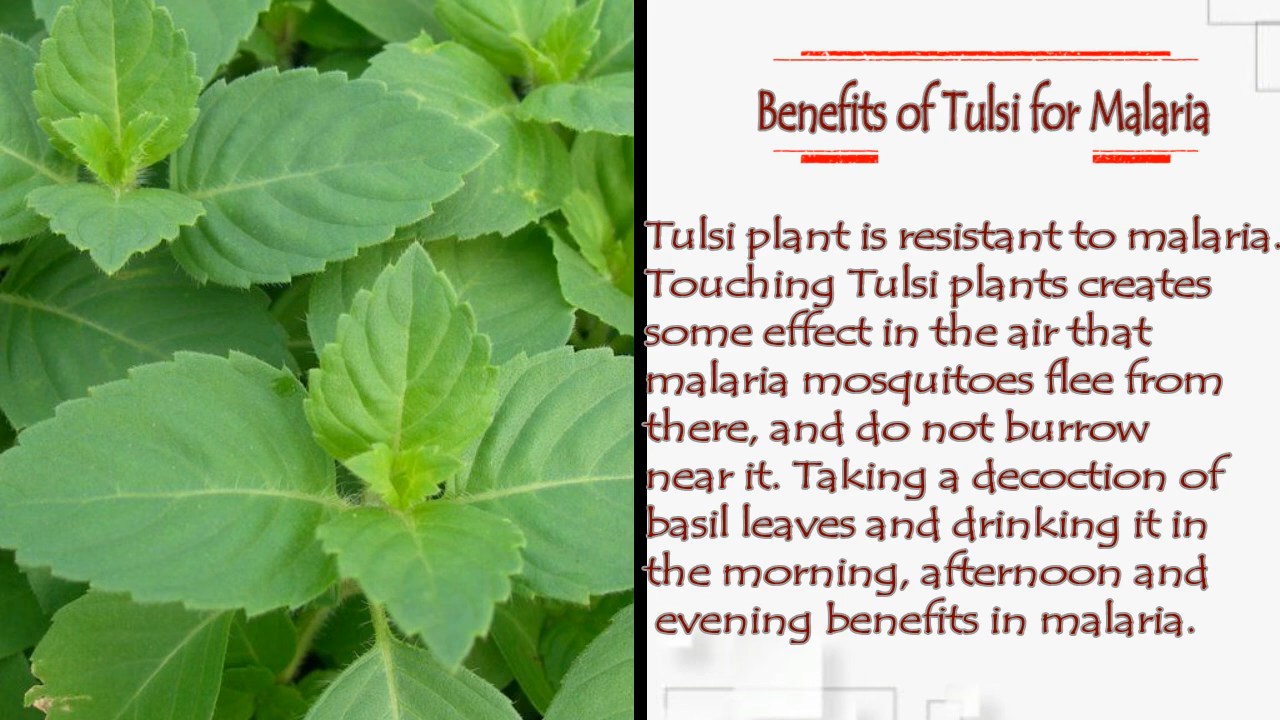 Benefits of Tulsi for Malaria
Tulsi plant is resistant to malaria.
Touching Tulsi plants creates
some effect in the air that
malaria mosquitoes flee from
there, and do not burrow
near it. Taking a decoction of
basil leaves and drinking it in
the morning, afternoon and
evening benefits in malaria.